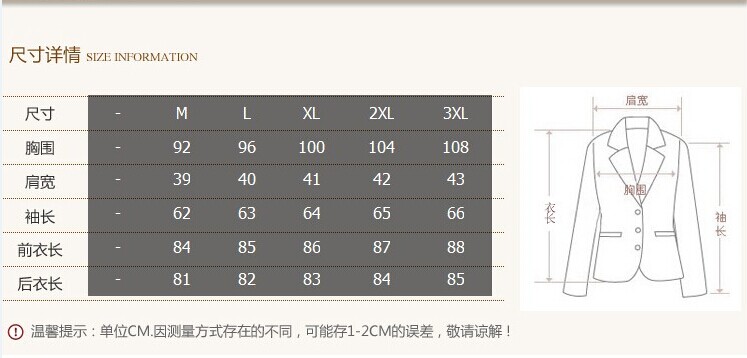 尺寸详情 SIZE INFORMATION
尺寸 - M L XL 2XL 3XL
胸围 - 92 96 100 104 108
肩宽 - 39 40 41 42 43
袖长 - 62 63 64 65 66
前衣长 - 84 85 86 87 88
后衣长 - 81 82 83 84 85
肩宽
胸围
衣长
袖长
温馨提示：单位CM.因测量方式存在的不同，可能存1-2CM的误差，敬请谅解！